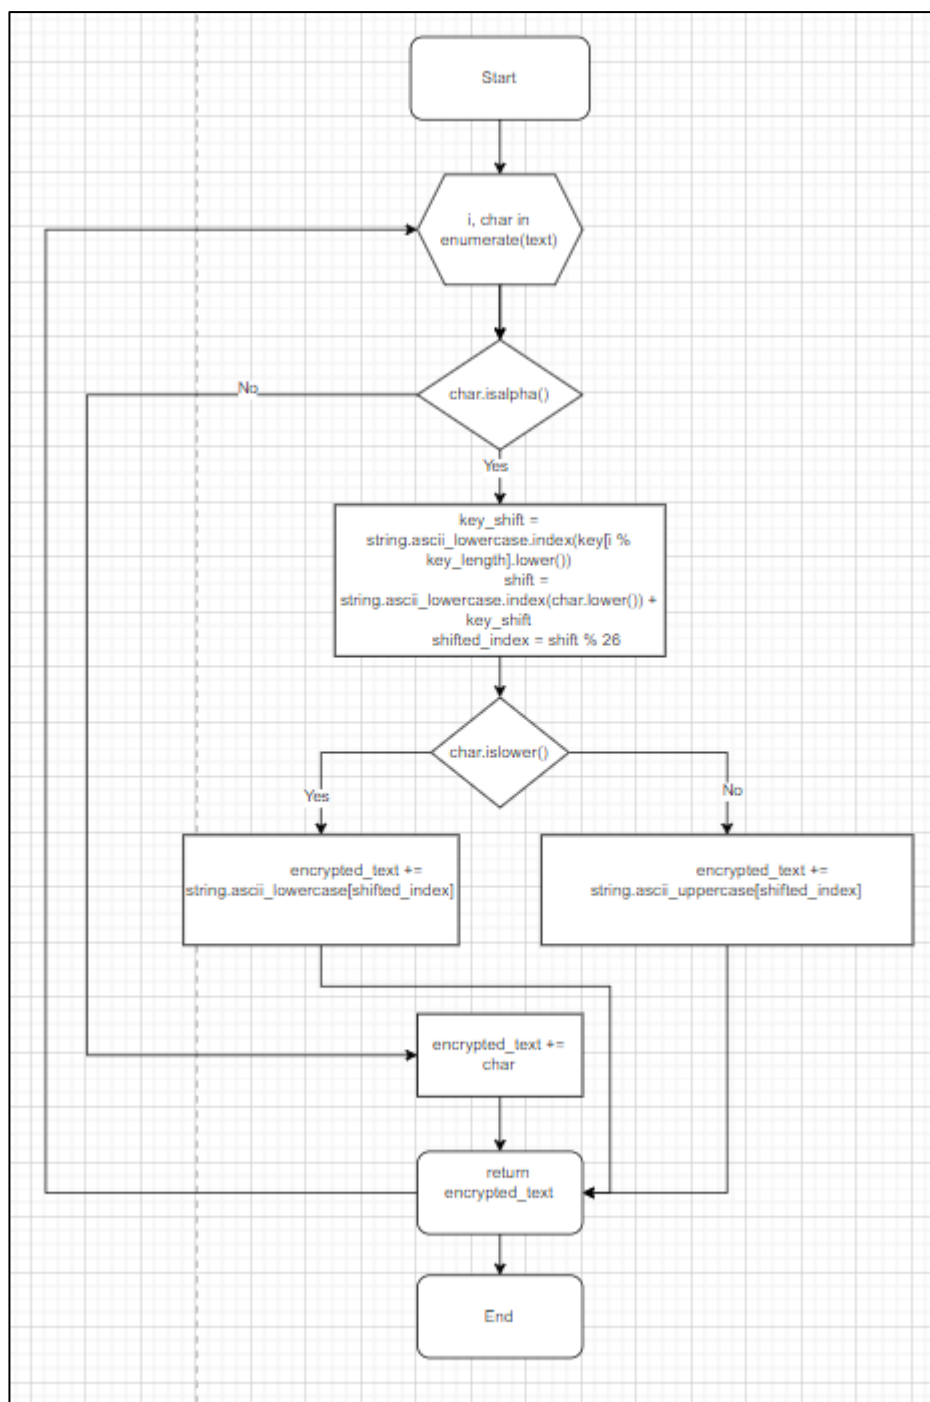 Start
i, char in
enumerate(text)
No
char.isalpha()
Yes
key_shift =
string.ascii_lowercase.index(key[i %
key_length].lower())
shift =
string.ascii_lowercase.index(char.lower()) +
key_shift
shifted_index = shift % 26
char.islower()
Yes
No
encrypted_text +=
string.ascii_lowercase[shifted_index]
encrypted_text +=
string.ascii_uppercase[shifted_index]
encrypted_text +=
char
return
encrypted_text
End